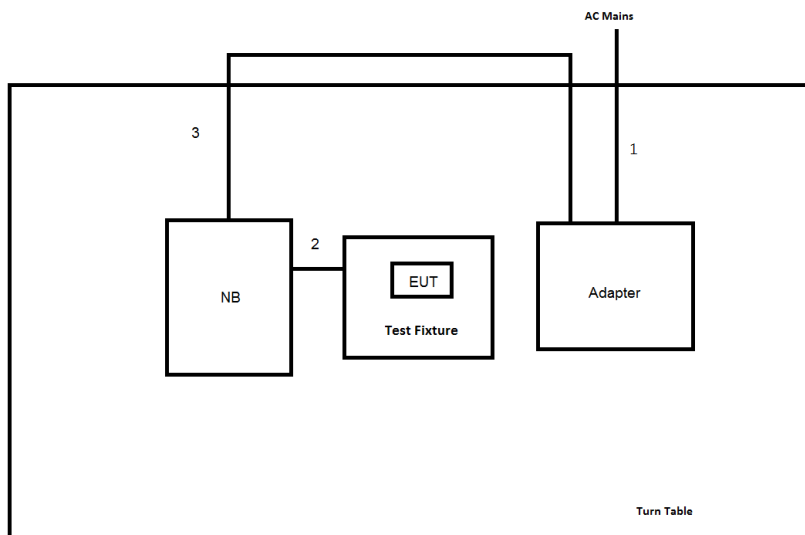 AC Mains
3
1
2
EUT
NB
Adapter
Test Fixture
Turn Table